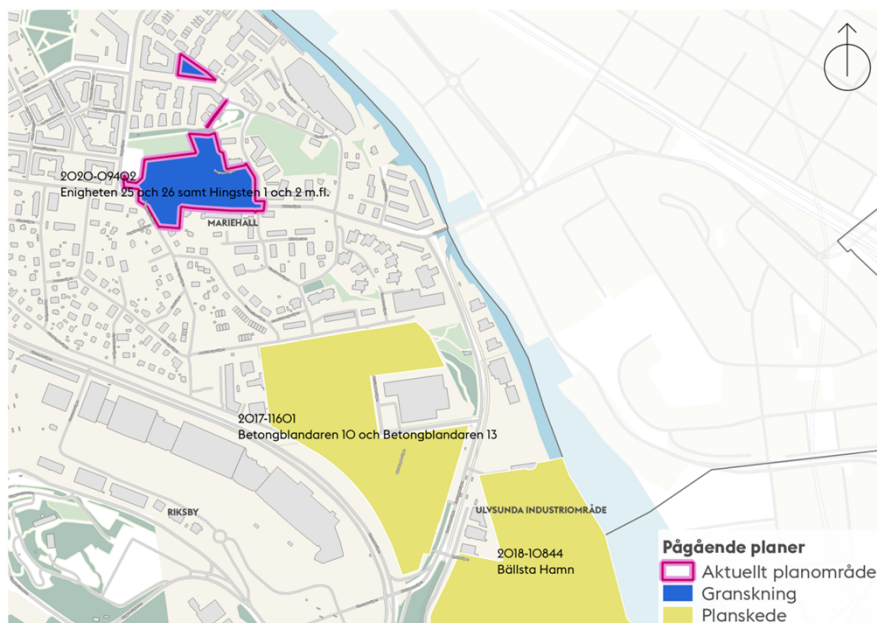 2020-09402
Enigheten 25 och 26 samt Hingsten 1 och 2 m.fl.
MARIEHÄLL
2017-11601
Betongblandaren 10 och Betongblandaren 13
RIKSBY
ULVSUNDA INDUSTRIOMRÅDE
2018-10844
Bällsta Hamn
Pågående planer
Aktuellt planområde
Granskning
Planskede